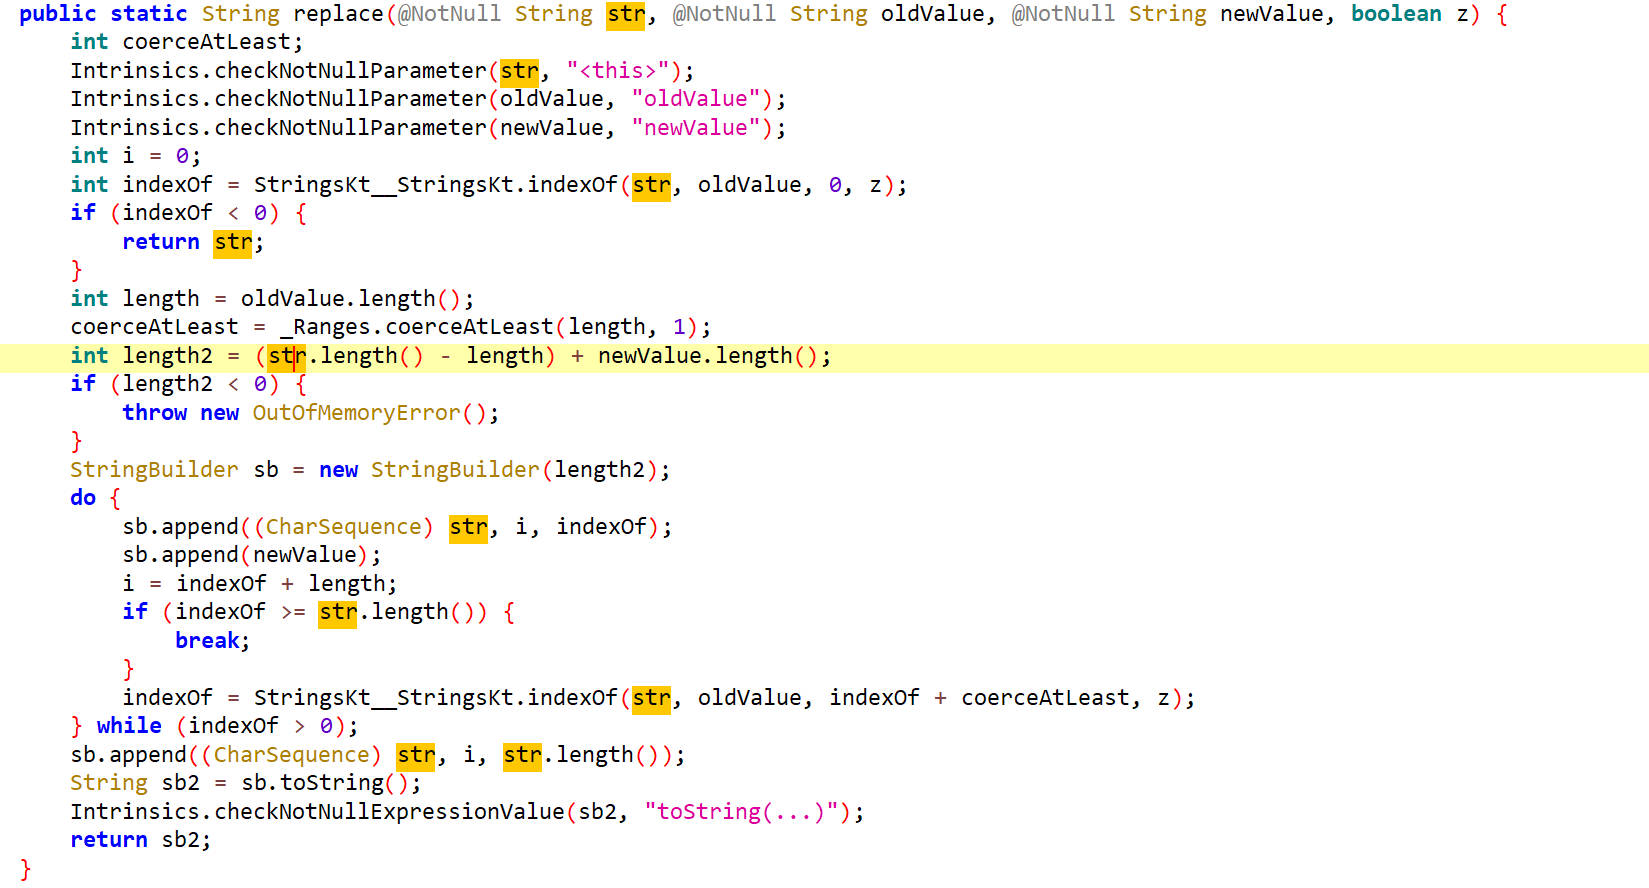 public static String replace(@NotNull String str, @NotNull String oldValue, @NotNull String newValue, boolean z) {
    int coerceAtLeast;
    Intrinsics.checkNotNullParameter(str, "<this>");
    Intrinsics.checkNotNullParameter(oldValue, "oldValue");
    Intrinsics.checkNotNullParameter(newValue, "newValue");
    int i = 0;
    int indexOf = StringsKt__StringsKt.indexOf(str, oldValue, 0, z);
    if (indexOf < 0) {
        return str;
    }
    int length = oldValue.length();
    coerceAtLeast = _Ranges.coerceAtLeast(length, 1);
    int length2 = (str.length() - length) + newValue.length();
    if (length2 < 0) {
        throw new OutOfMemoryError();
    }
    StringBuilder sb = new StringBuilder(length2);
    do {
        sb.append((CharSequence) str, i, indexOf);
        sb.append(newValue);
        i = indexOf + length;
        if (indexOf >= str.length()) {
            break;
        }
        indexOf = StringsKt__StringsKt.indexOf(str, oldValue, indexOf + coerceAtLeast, z);
    } while (indexOf > 0);
    sb.append((CharSequence) str, i, str.length());
    String sb2 = sb.toString();
    Intrinsics.checkNotNullExpressionValue(sb2, "toString(...)");
    return sb2;
}